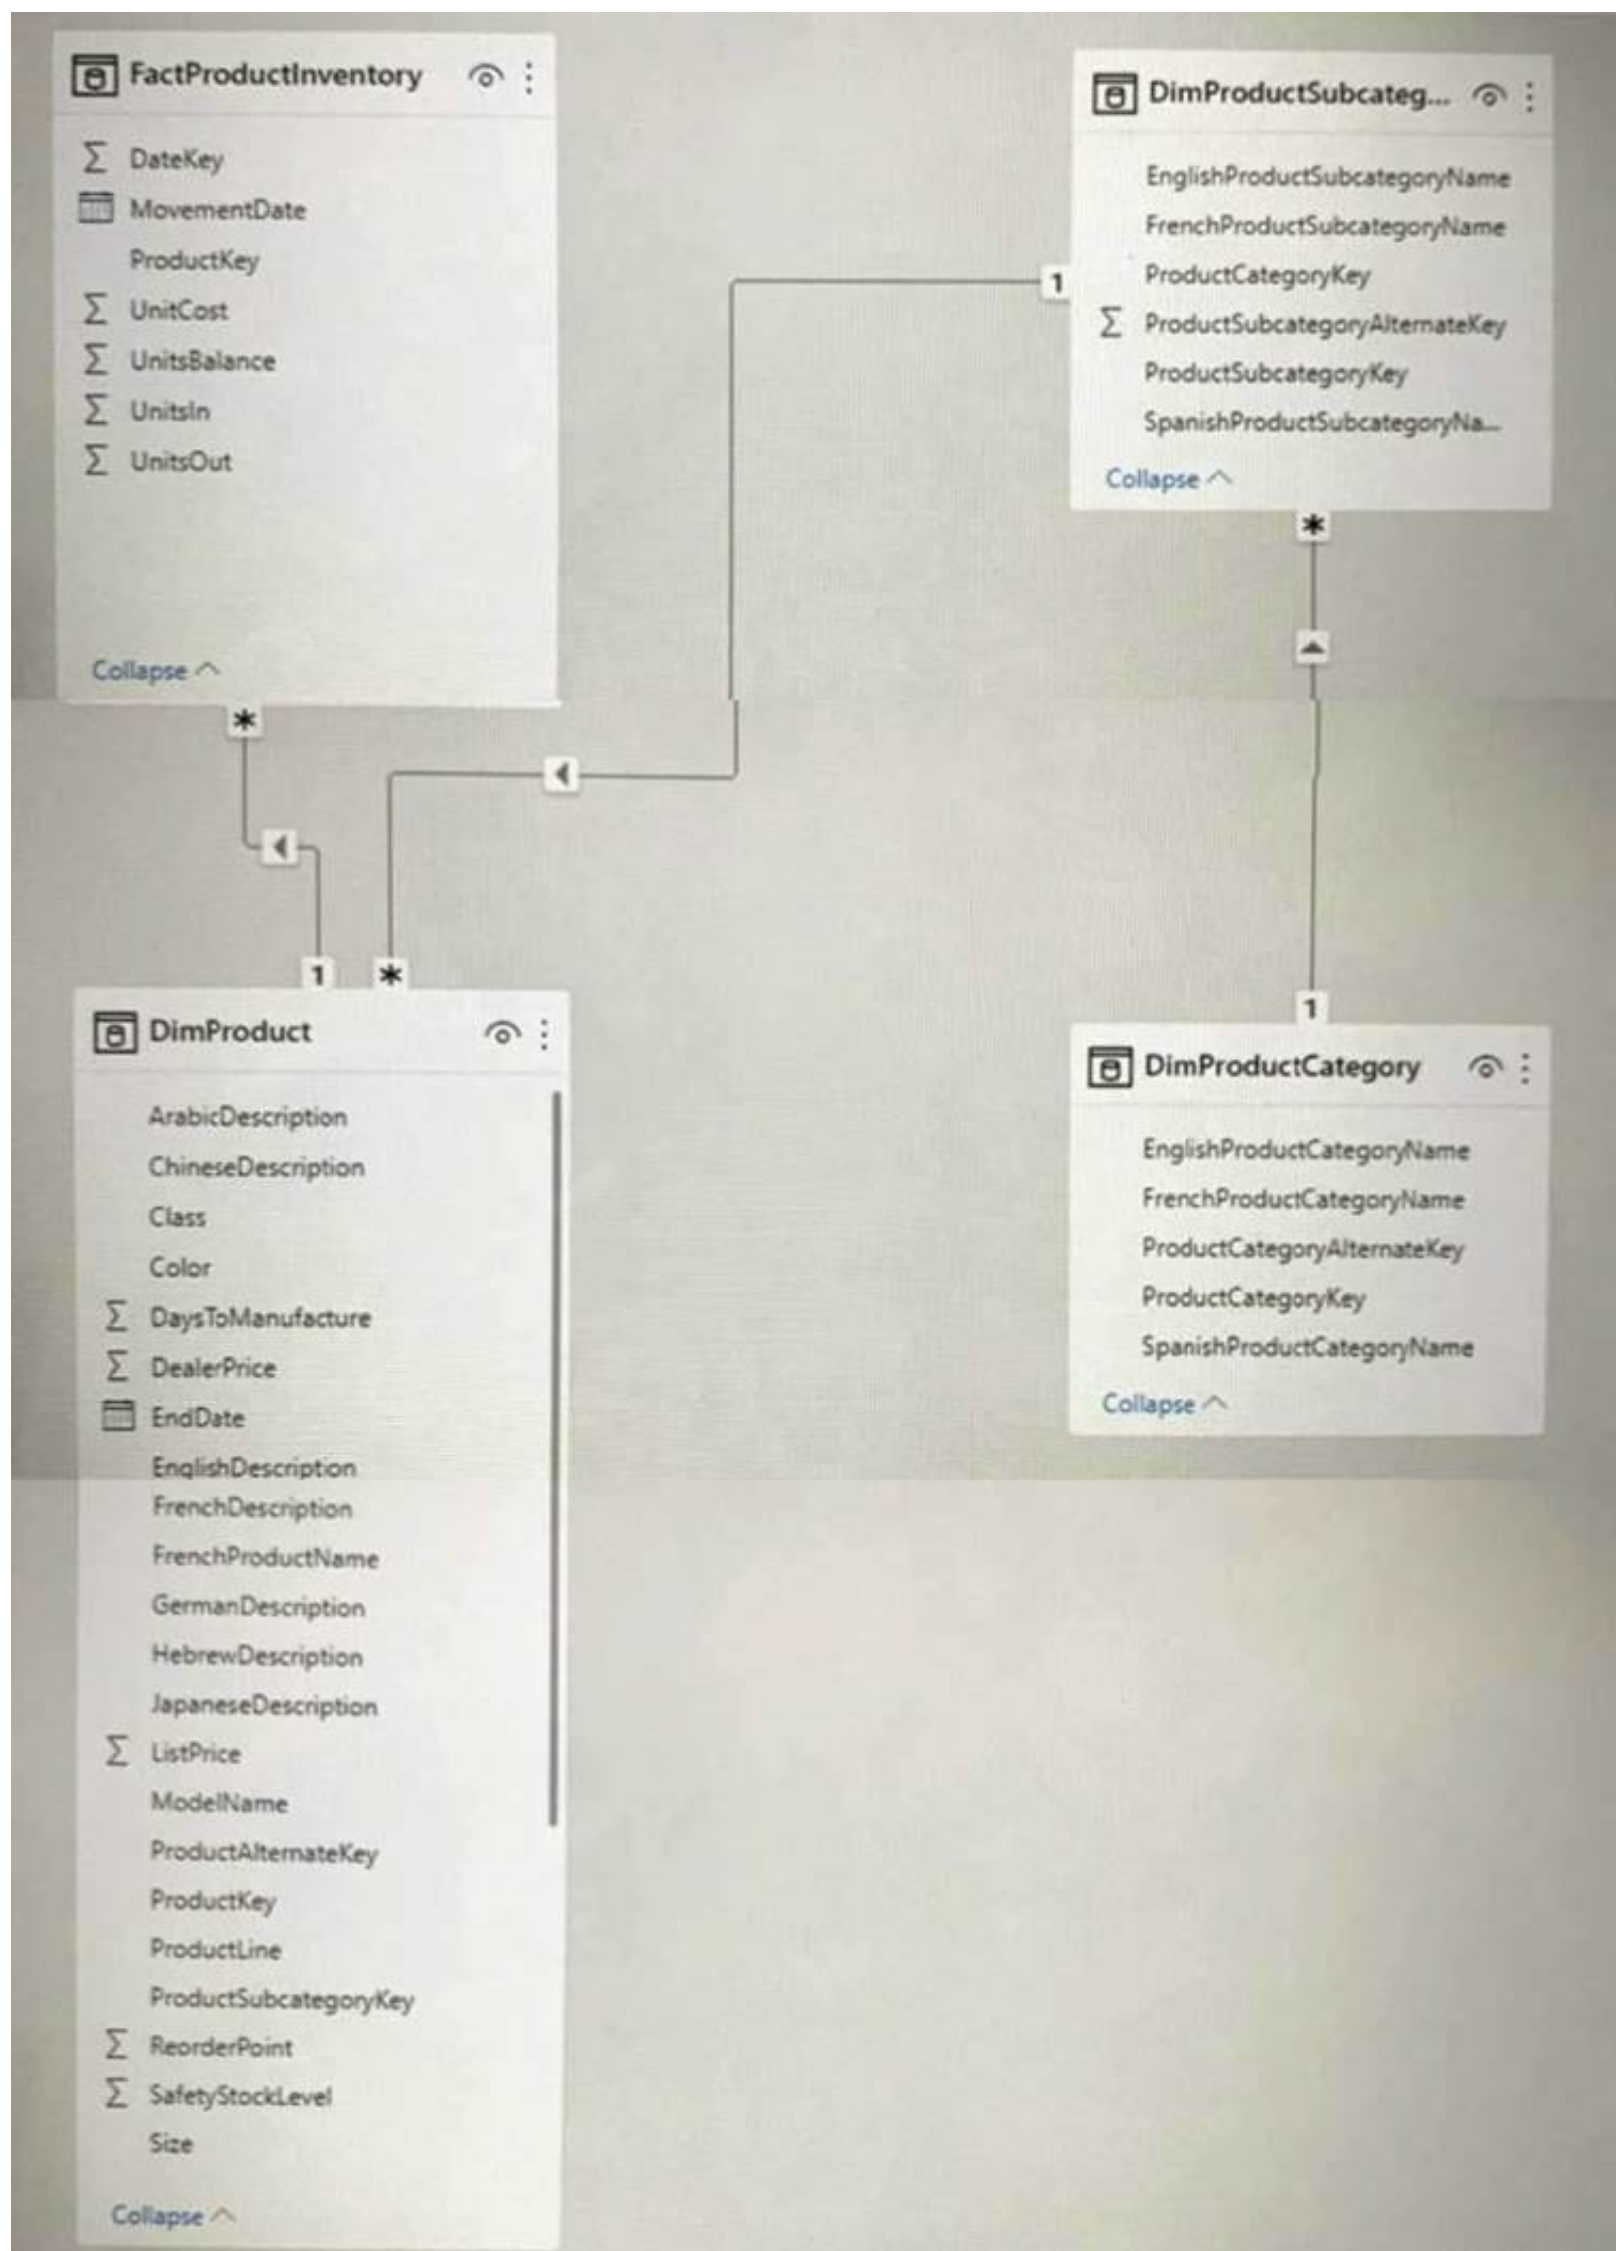 FactProductInventory
DateKey
MovementDate
ProductKey
UnitCost
UnitsBalance
UnitsIn
UnitsOut
Collapse
*
1
DimProductSubcateg...
EnglishProductSubcategoryName
FrenchProductSubcategoryName
ProductCategoryKey
ProductSubcategoryAlternateKey
ProductSubcategoryKey
SpanishProductSubcategoryNa...
Collapse
1
*
1
*
DimProduct
ArabicDescription
ChineseDescription
Class
Color
DaysToManufacture
DealerPrice
EndDate
EnglishDescription
FrenchDescription
FrenchProductName
GermanDescription
HebrewDescription
JapaneseDescription
ListPrice
ModelName
ProductAlternateKey
ProductKey
ProductLine
ProductSubcategoryKey
ReorderPoint
SafetyStockLevel
Size
Collapse
DimProductCategory
EnglishProductCategoryName
FrenchProductCategoryName
ProductCategoryAlternateKey
ProductCategoryKey
SpanishProductCategoryName
Collapse